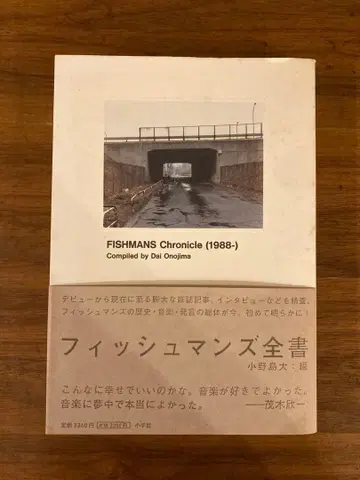 FISHMANS Chronicle (1988-)
Compiled by Dai Onojima
デビューから現在に至る膨大な雑誌記事、インタビューなどを精査。
フィッシュマンズの歴史・音楽・発言の総体が今、初めて明らかに!
フィッシュマンズ全書
小野島大:編
こんなに幸せでいいのかな。音楽が好きでよかった。
音楽に夢中で本当によかった。 ──茂木欣一
小学館